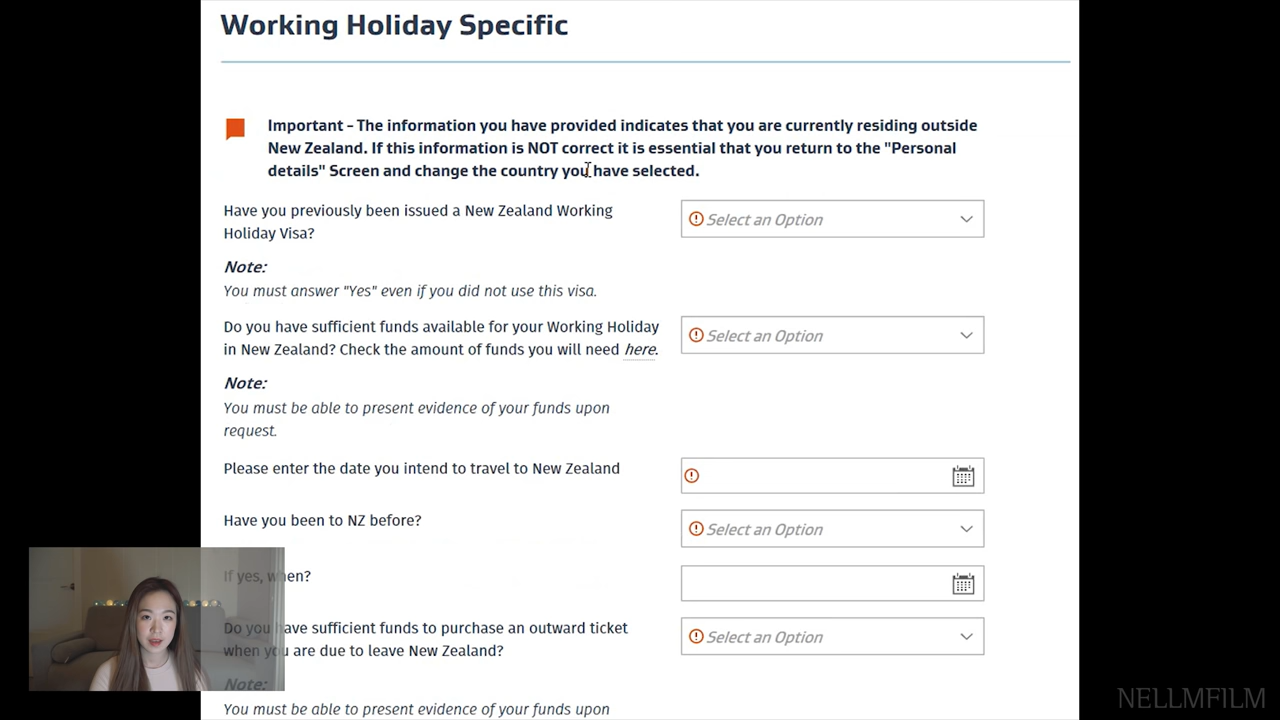 Working Holiday Specific
Important - The information you have provided indicates that you are currently residing outside
New Zealand. If this information is NOT correct it is essential that you return to the "Personal
details" Screen and change the country you have selected.
Have you previously been issued a New Zealand Working
Holiday Visa?
Select an Option
Note:
You must answer "Yes" even if you did not use this visa.
Do you have sufficient funds available for your Working Holiday
in New Zealand? Check the amount of funds you will need here.
Select an Option
Note:
You must be able to present evidence of your funds upon
request.
Please enter the date you intend to travel to New Zealand
Have you been to NZ before?
Select an Option
If yes, when?
Do you have sufficient funds to purchase an outward ticket
when you are due to leave New Zealand?
Select an Option
Note:
You must be able to present evidence of your funds upon
NELLMFILM